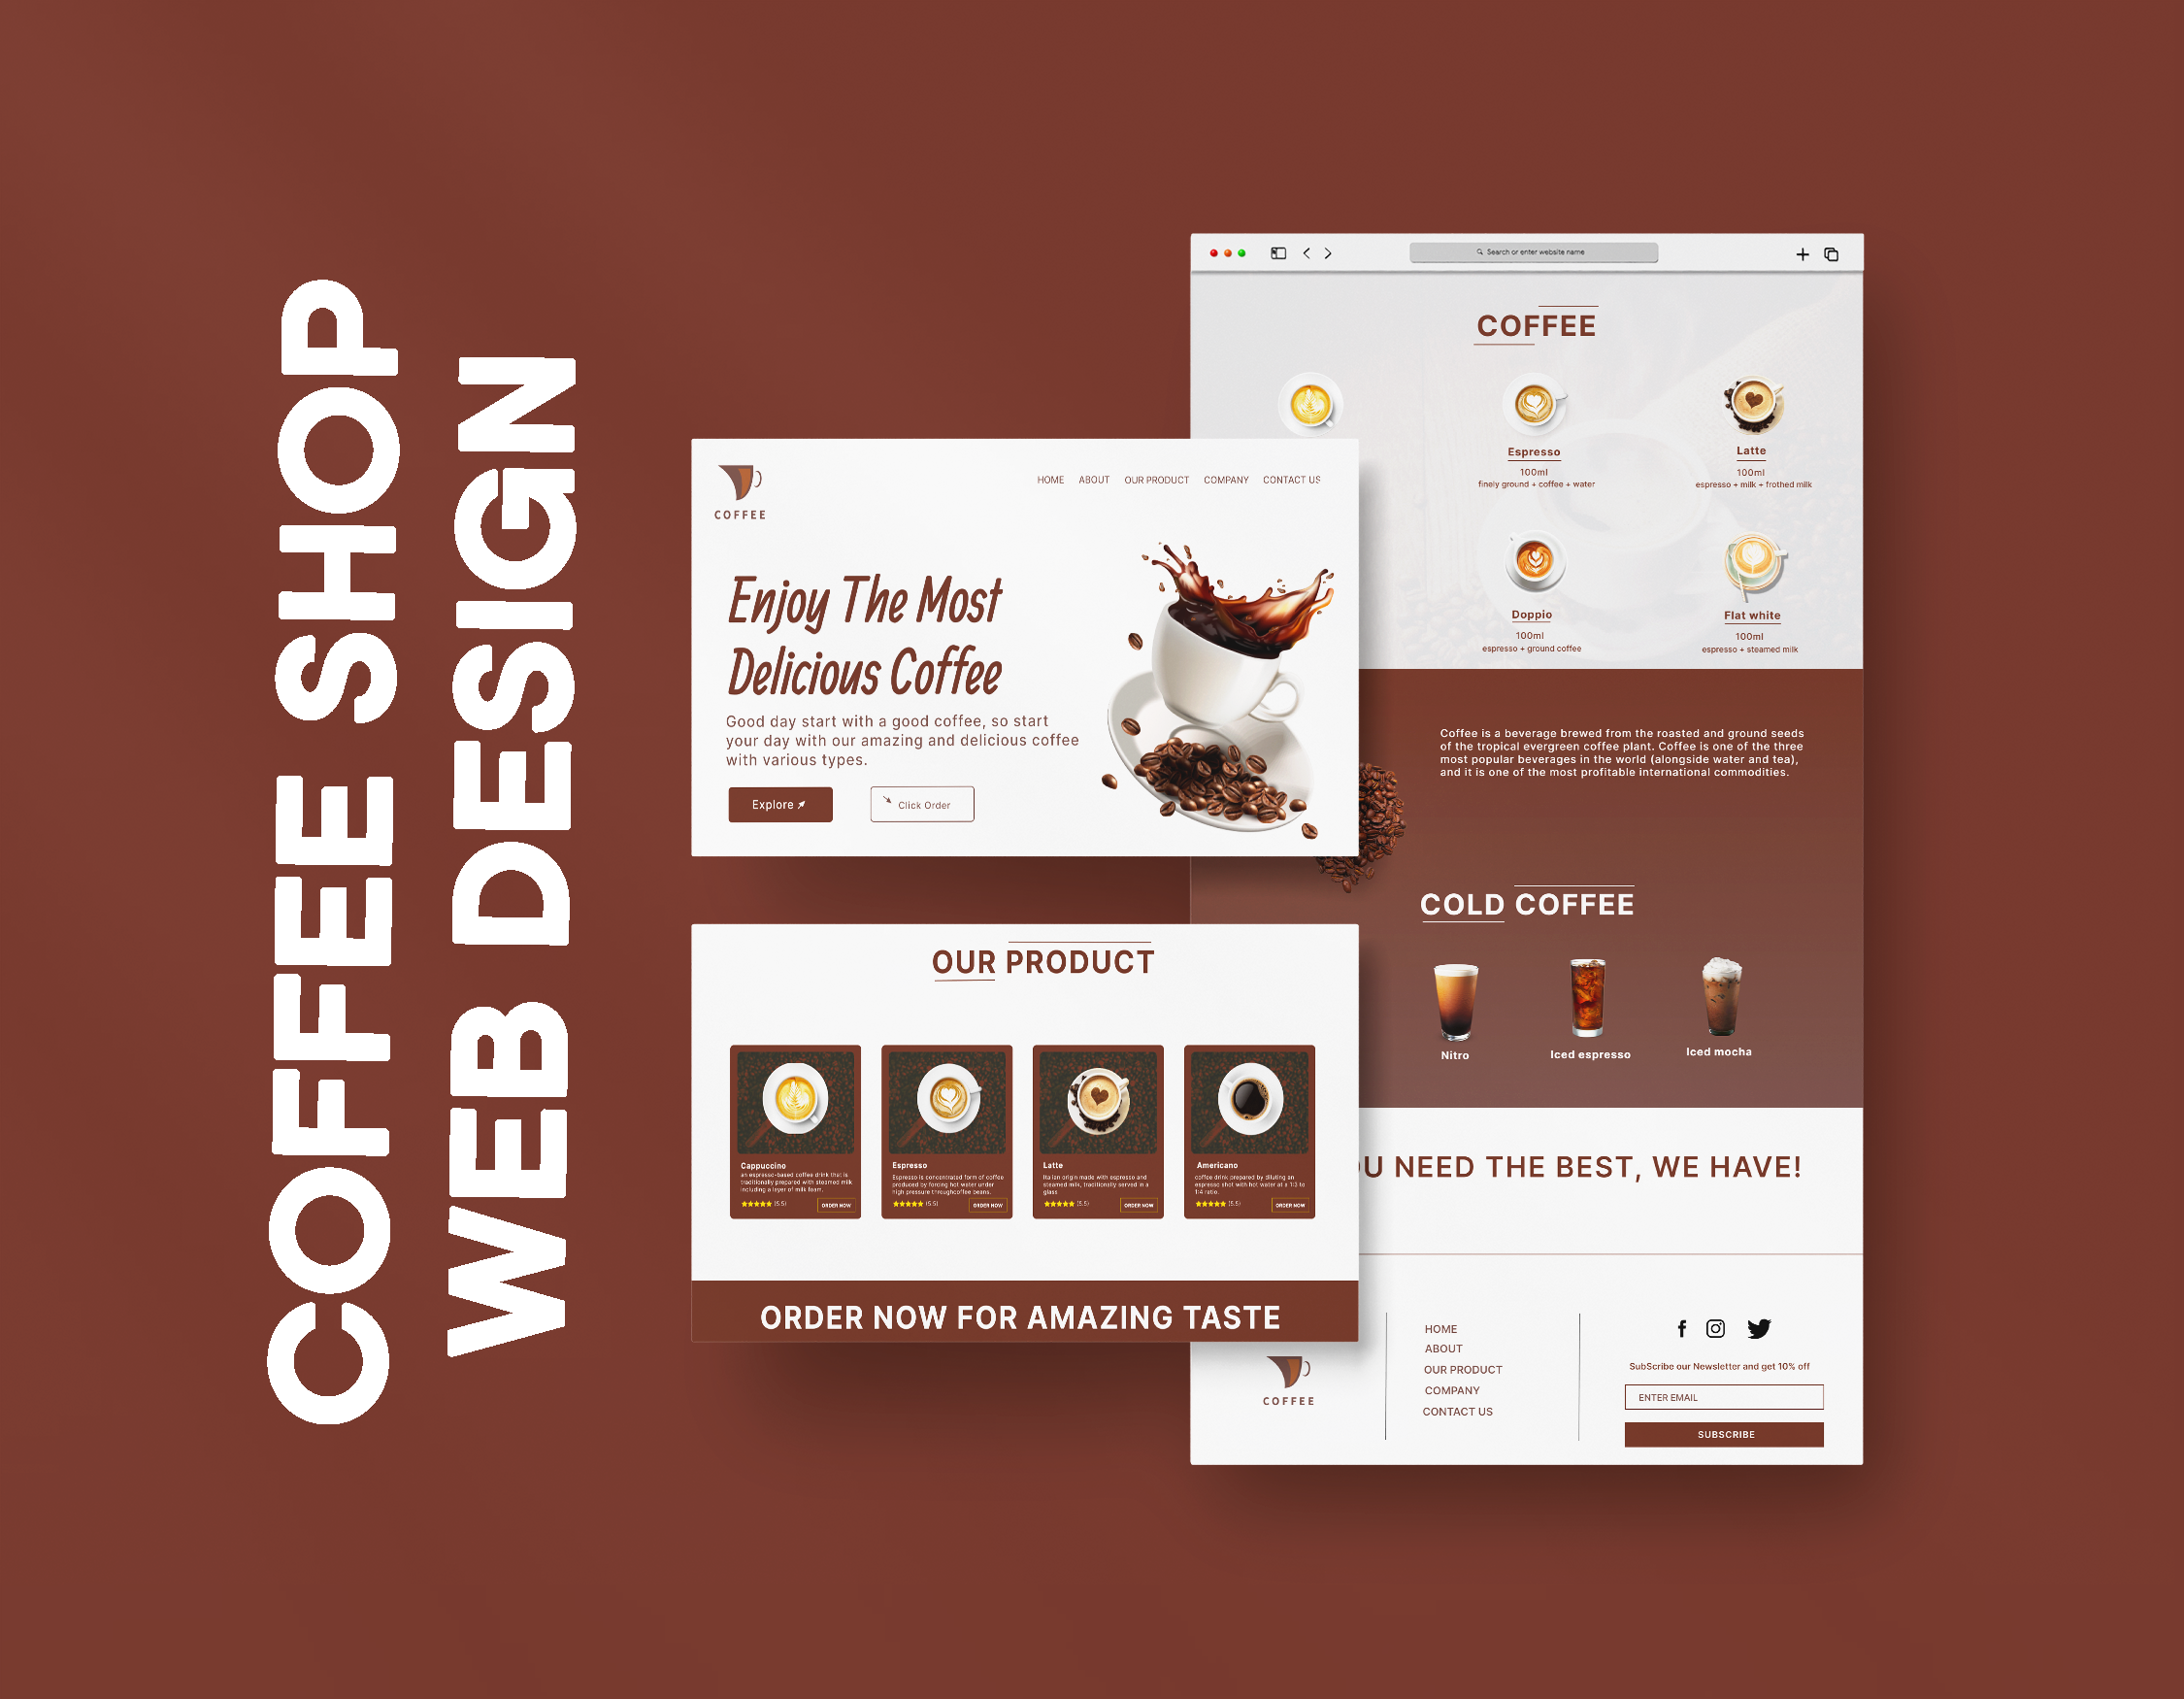 COFFEE SHOP
WEB DESIGN
COFFEE
HOME ABOUT OUR PRODUCT COMPANY CONTACT US
Enjoy The Most
Delicious Coffee
Good day start with a good coffee, so start
your day with our amazing and delicious coffee
with various types.
Explore
Click Order
OUR PRODUCT
Cappuccino
an espresso-based coffee drink that is
traditionally prepared with steamed milk
including a layer of milk foam.
(5.5)
ORDER NOW
Espresso
Espresso is concentrated form of coffee
produced by forcing hot water under
high pressure throughcoffee beans.
(5.5)
ORDER NOW
Latte
Italian origin made with espresso and
steamed milk, traditionally served in a
glass
(5.5)
ORDER NOW
Americano
coffee drink prepared by diluting an
espresso shot with hot water at a 1:3 to
1:4 ratio.
(5.5)
ORDER NOW
ORDER NOW FOR AMAZING TASTE
Search or enter website name
COFFEE
Espresso
100ml
finely ground + coffee + water
Latte
100ml
espresso + milk + frothed milk
Doppio
100ml
espresso + ground coffee
Flat white
100ml
espresso + steamed milk
Coffee is a beverage brewed from the roasted and ground seeds
of the tropical evergreen coffee plant. Coffee is one of the three
most popular beverages in the world (alongside water and tea),
and it is one of the most profitable international commodities.
COLD COFFEE
Nitro
Iced espresso
Iced mocha
U NEED THE BEST, WE HAVE!
COFFEE
HOME
ABOUT
OUR PRODUCT
COMPANY
CONTACT US
SubScribe our Newsletter and get 10% off
ENTER EMAIL
SUBSCRIBE